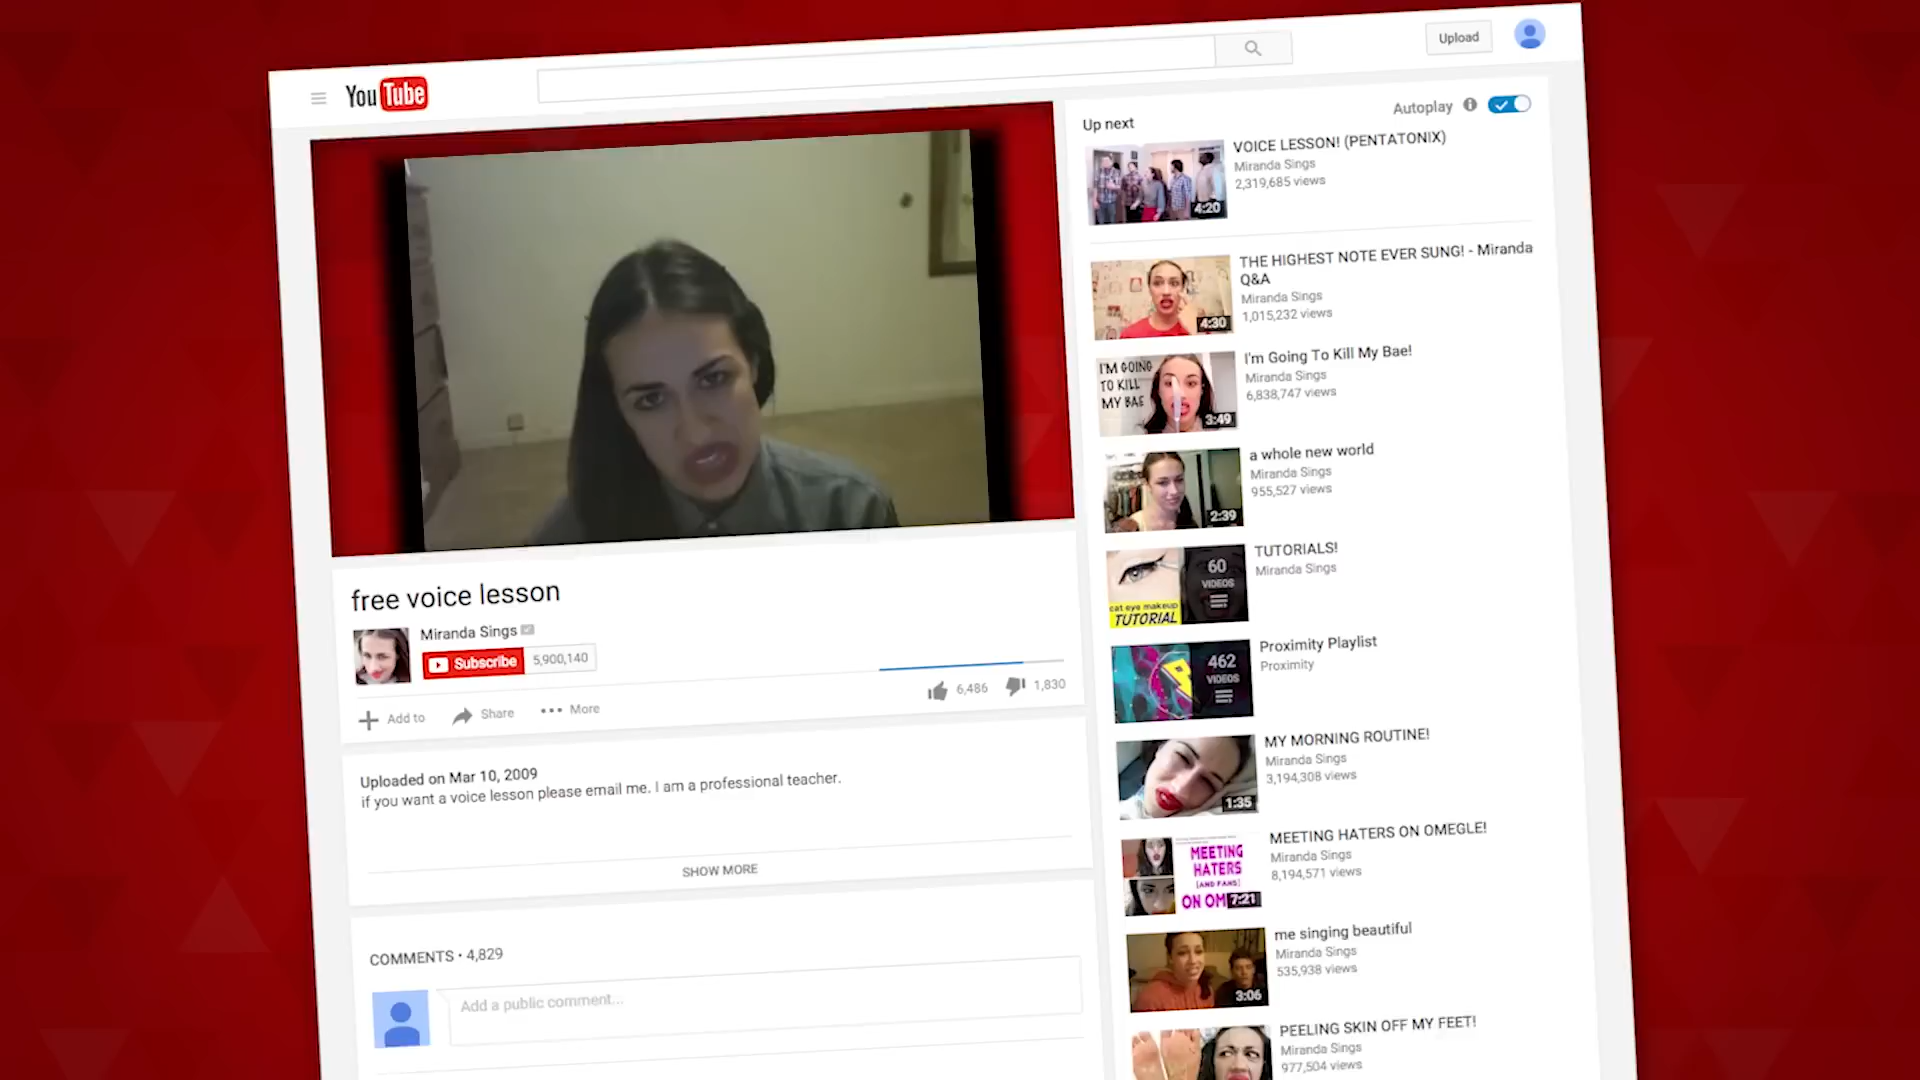 YouTube
Upload
Autoplay
Up next
VOICE LESSON! (PENTATONIX)
Miranda Sings
2,319,685 views
4:20
THE HIGHEST NOTE EVER SUNG! - Miranda
Q&A
Miranda Sings
1,015,232 views
4:30
I'm Going To Kill My Bae!
Miranda Sings
6,838,747 views
I'M GOING
TO KILL
MY BAE
3:49
a whole new world
Miranda Sings
955,527 views
2:39
TUTORIALS!
Miranda Sings
60
VIDEOS
cat eye makeup
TUTORIAL
Proximity Playlist
Proximity
462
VIDEOS
MY MORNING ROUTINE!
Miranda Sings
3,194,308 views
1:35
MEETING HATERS ON OMEGLE!
Miranda Sings
8,194,571 views
MEETING
HATERS
(AND FANS)
ON OM
7:21
me singing beautiful
Miranda Sings
535,938 views
3:06
PEELING SKIN OFF MY FEET!
Miranda Sings
977,504 views
free voice lesson
Miranda Sings
Subscribe 5,900,140
6,486 1,830
Add to Share More
Uploaded on Mar 10, 2009
if you want a voice lesson please email me. I am a professional teacher.
SHOW MORE
COMMENTS • 4,829
Add a public comment...